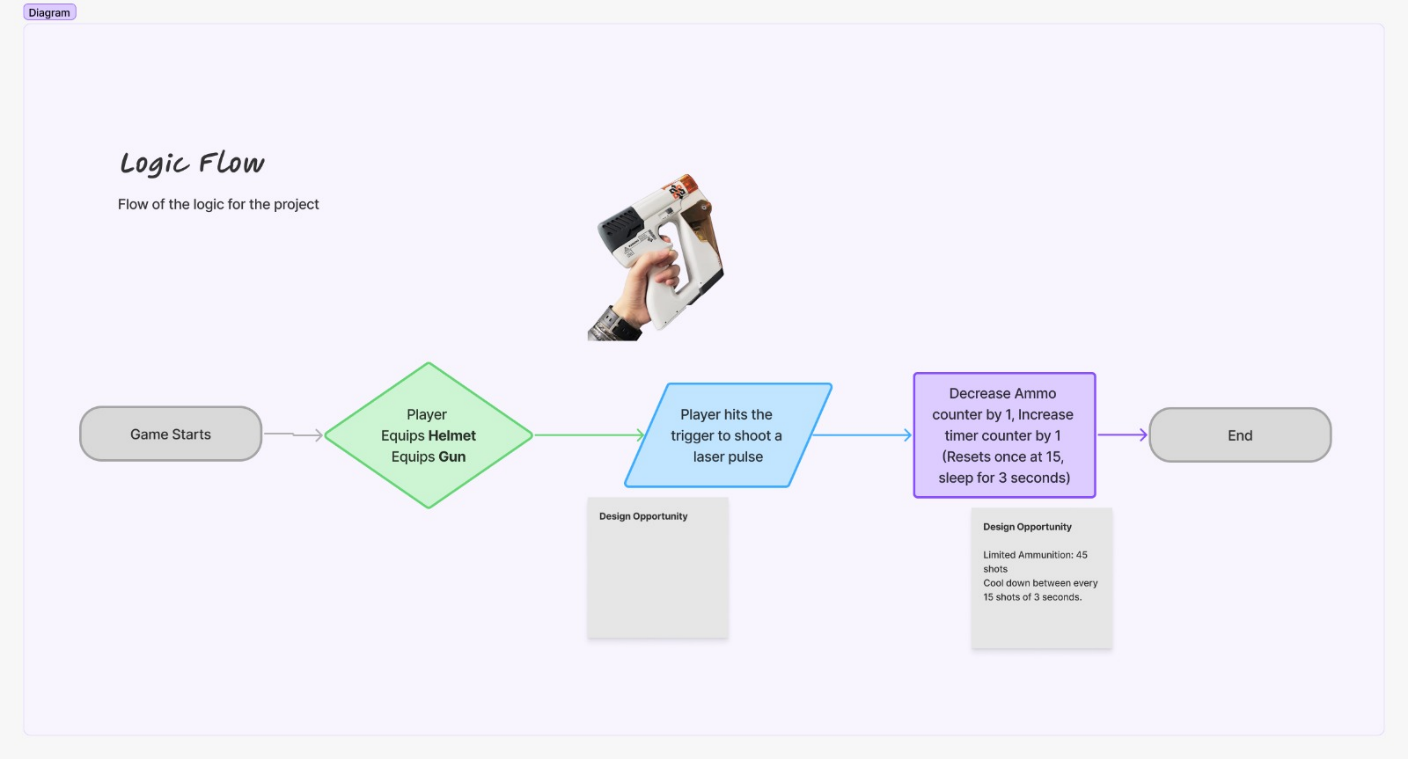 Diagram
Logic Flow
Flow of the logic for the project
Game Starts
Player
Equips Helmet
Equips Gun
Player hits the
trigger to shoot a
laser pulse
Decrease Ammo
counter by 1, Increase
timer counter by 1
(Resets once at 15,
sleep for 3 seconds)
End
Design Opportunity
Design Opportunity
Limited Ammunition: 45
shots
Cool down between every
15 shots of 3 seconds.